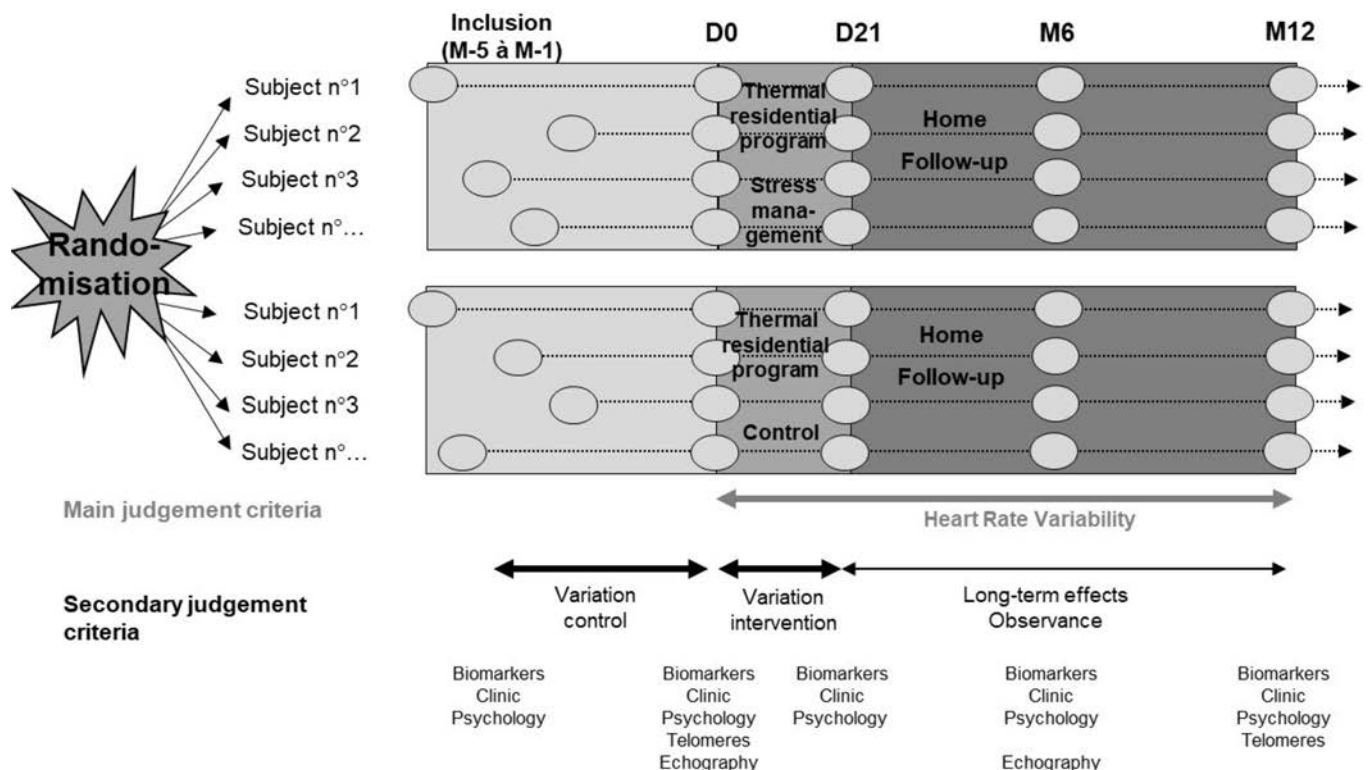 Inclusion
(M-5 à M-1)
D0
D21
M6
M12
Rando-
misation
Subject n°1
Subject n°2
Subject n°3
Subject n°...
Thermal
residential
program
Stress
mana-
gement
Home
Follow-up
Subject n°1
Subject n°2
Subject n°3
Subject n°...
Thermal
residential
program
Control
Home
Follow-up
Main judgement criteria
Heart Rate Variability
Secondary judgement
criteria
Variation
control
Variation
intervention
Long-term effects
Observance
Biomarkers
Clinic
Psychology
Biomarkers
Clinic
Psychology
Telomeres
Echography
Biomarkers
Clinic
Psychology
Biomarkers
Clinic
Psychology
Echography
Biomarkers
Clinic
Psychology
Telomeres